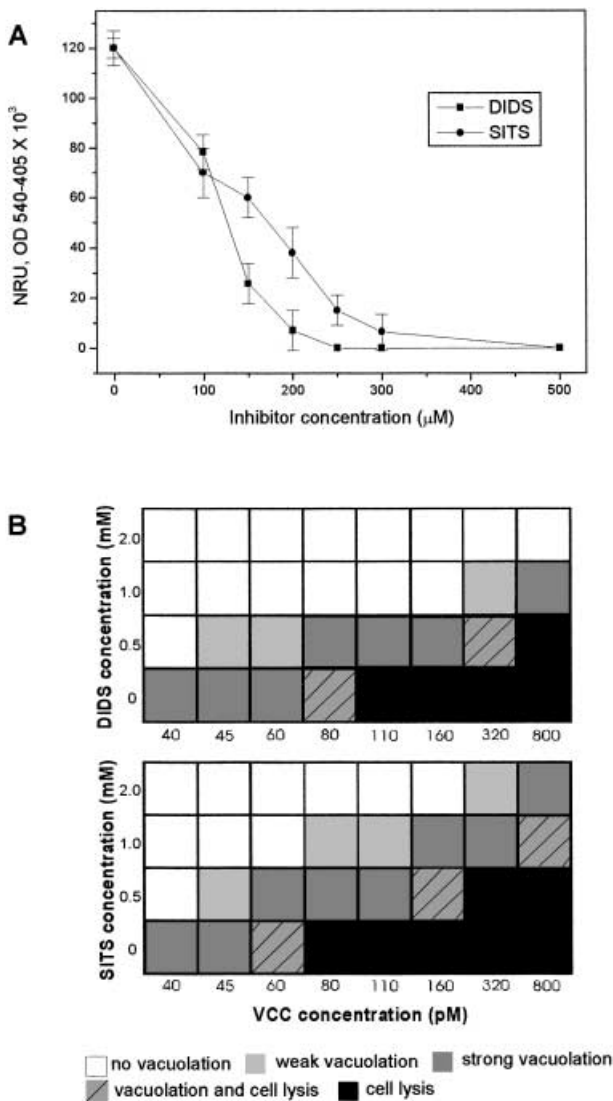 A
NRU, OD 540-405 X 10³
120
100
80
60
40
20
0
DIDS
SITS
0
100
200
300
400
500
Inhibitor concentration (µM)
B
DIDS concentration (mM)
2.0
1.0
0.5
0
40 45 60 80 110 160 320 800
SITS concentration (mM)
2.0
1.0
0.5
0
40 45 60 80 110 160 320 800
VCC concentration (pM)
no vacuolation weak vacuolation strong vacuolation
vacuolation and cell lysis cell lysis